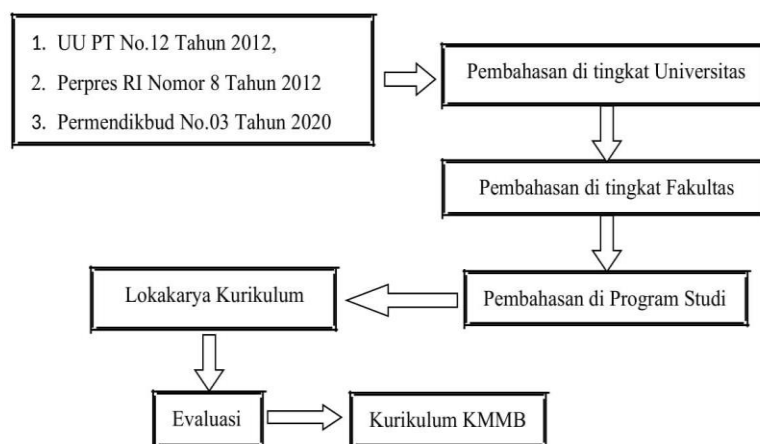 1. UU PT No.12 Tahun 2012,
2. Perpres RI Nomor 8 Tahun 2012
3. Permendikbud No.03 Tahun 2020
Pembahasan di tingkat Universitas
Pembahasan di tingkat Fakultas
Pembahasan di Program Studi
Lokakarya Kurikulum
Evaluasi
Kurikulum KMMB